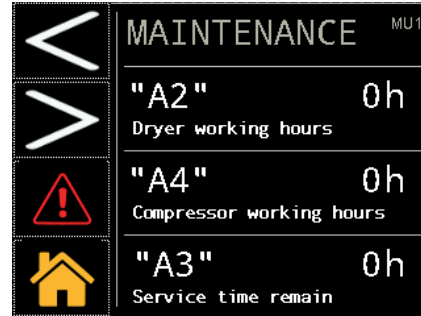 MAINTENANCE MU1
"A2" 0h
Dryer working hours
"A4" 0h
Compressor working hours
"A3" 0h
Service time remain